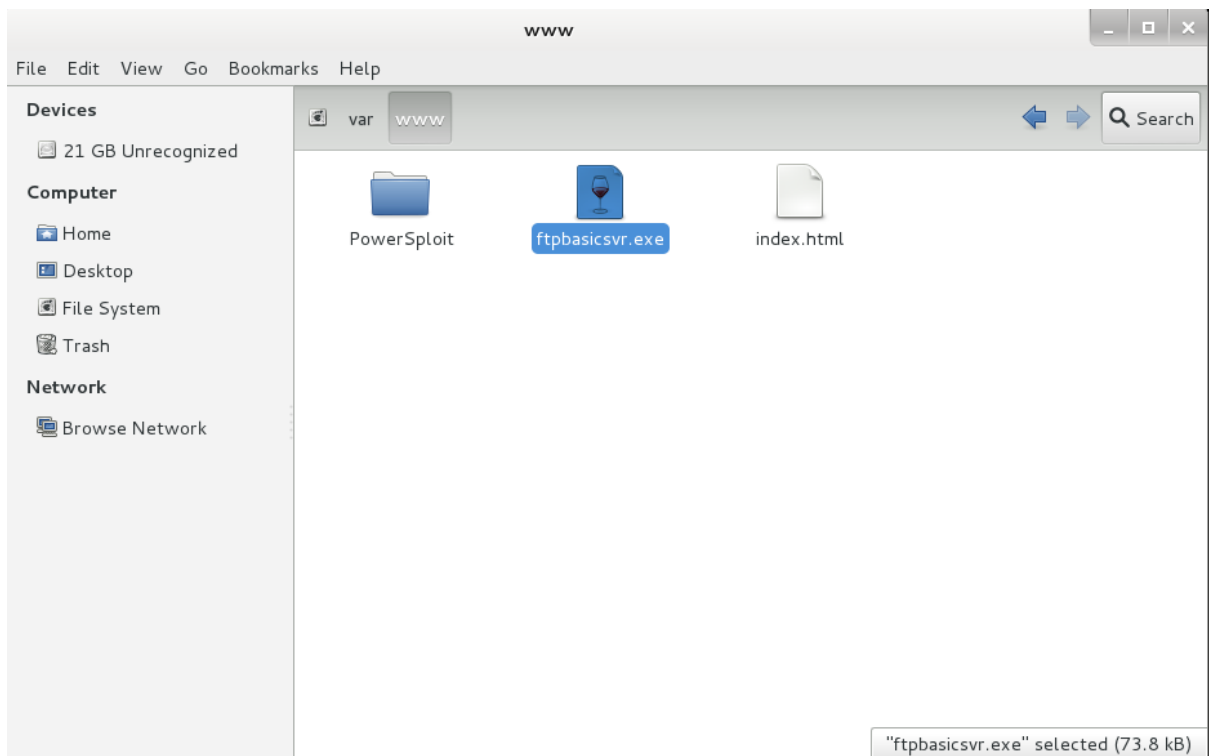 www
File Edit View Go Bookmarks Help
Devices
21 GB Unrecognized
Computer
Home
Desktop
File System
Trash
Network
Browse Network
var www
Search
PowerSploit
ftpbasicsvr.exe
index.html
"ftpbasicsvr.exe" selected (73.8 kB)